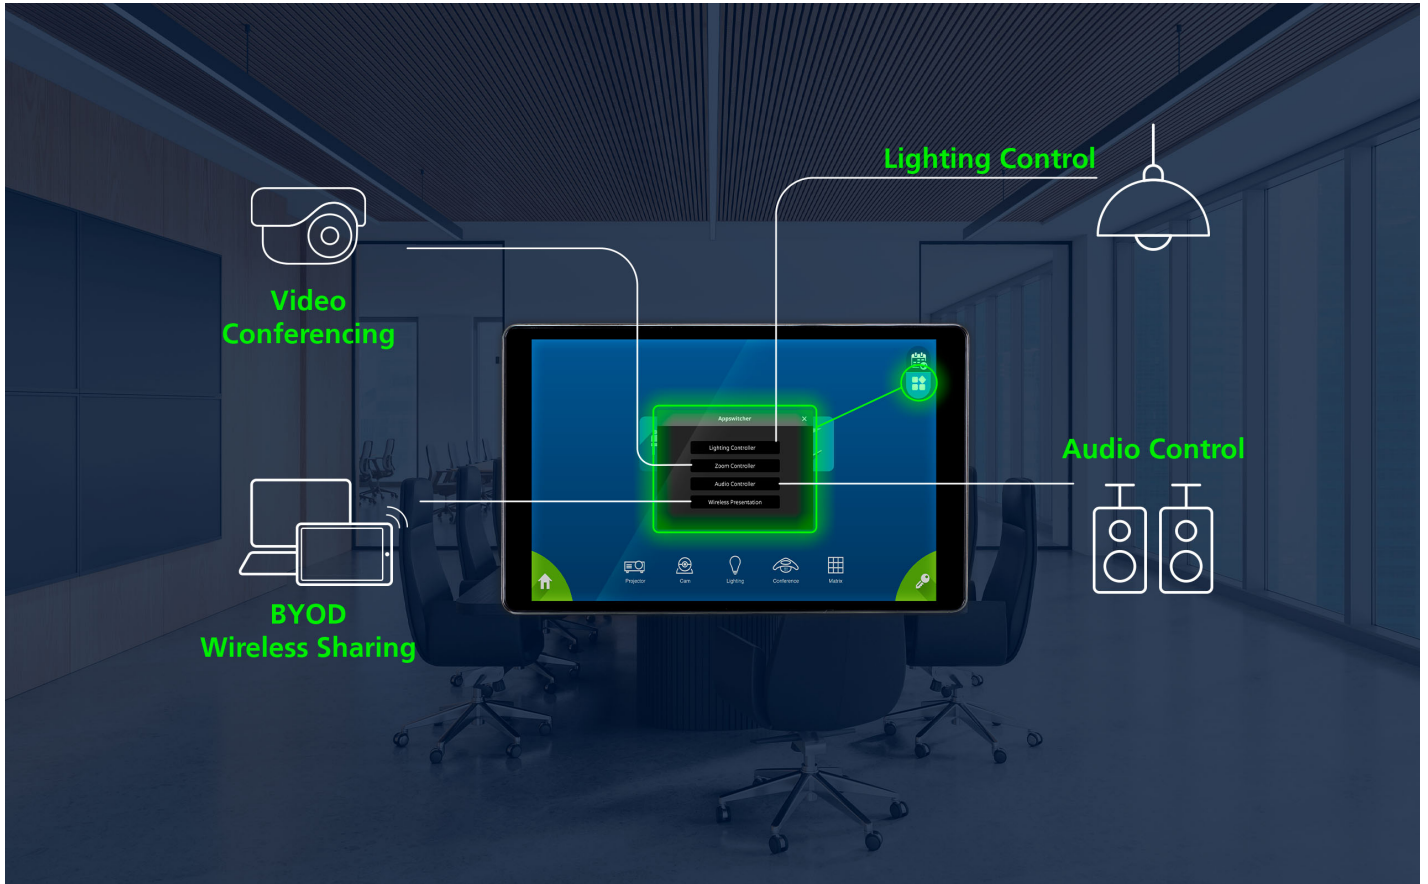 Lighting Control
Video
Conferencing
Appswitcher
Lighting Controller
Zoom Controller
Audio Controller
Wireless Presentation
Audio Control
Projector
Cam
Lighting
Conference
Matrix
BYOD
Wireless Sharing